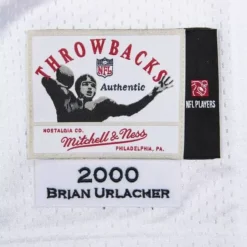 THROWBACKS
NFL
Authentic
NFL PLAYERS
NOSTALGIA CO.
Mitchell & Ness
PHILADELPHIA, PA.
2000
BRIAN URLACHER